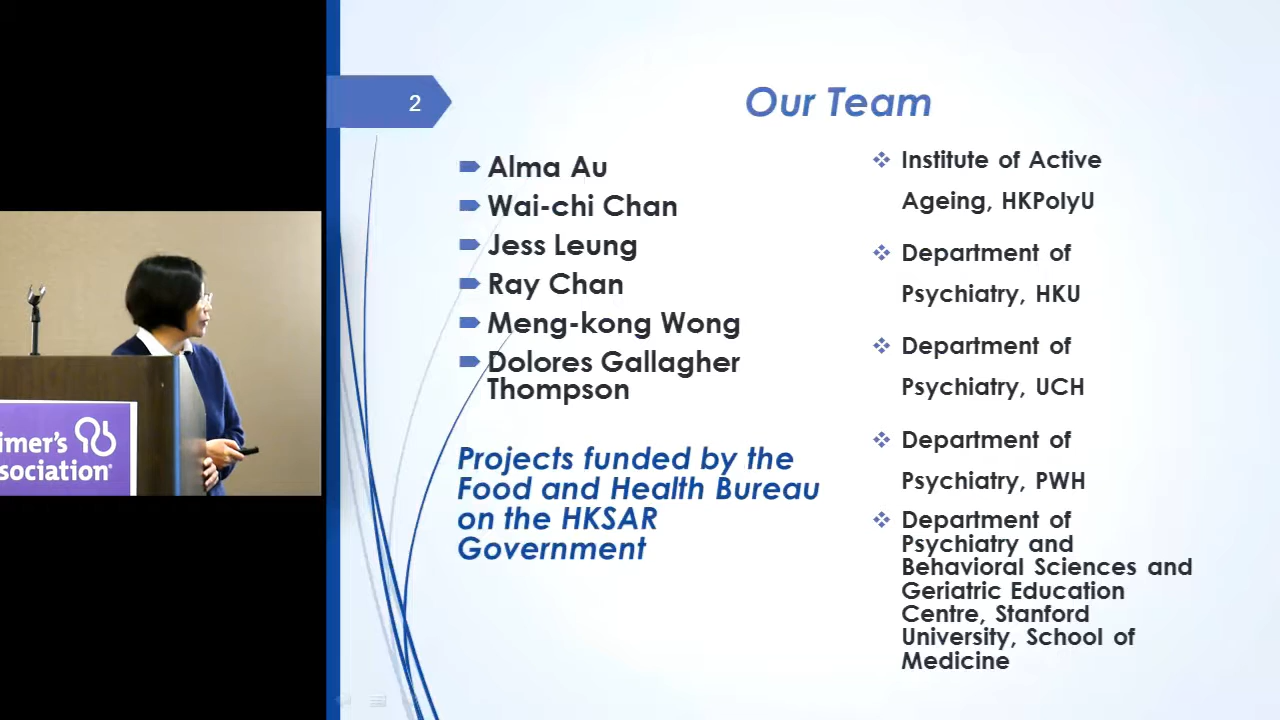 2
Our Team
Alma Au
Wai-chi Chan
Jess Leung
Ray Chan
Meng-kong Wong
Dolores Gallagher
Thompson
Projects funded by the
Food and Health Bureau
on the HKSAR
Government
Institute of Active
Ageing, HKPolyU
Department of
Psychiatry, HKU
Department of
Psychiatry, UCH
Department of
Psychiatry, PWH
Department of
Psychiatry and
Behavioral Sciences and
Geriatric Education
Centre, Stanford
University, School of
Medicine
imer's
sociation®